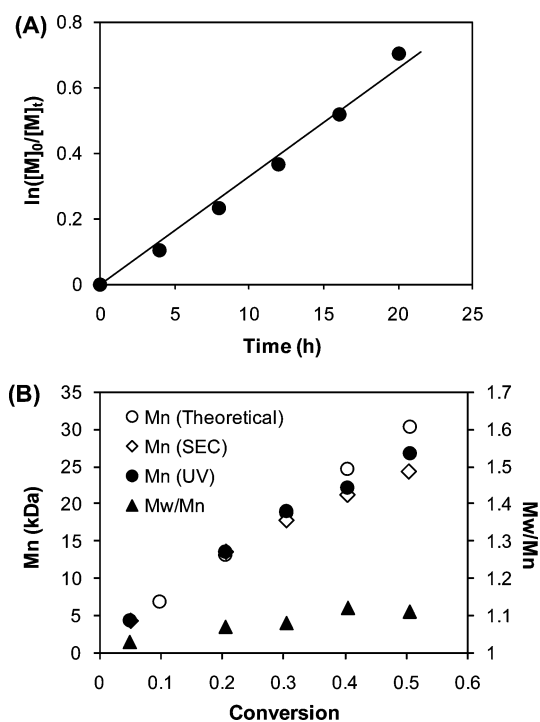 (A)
ln([M]₀/[M]ₜ)
0.8
0.6
0.4
0.2
0
0 5 10 15 20 25
Time (h)
(B)
Mn (kDa)
35
30
25
20
15
10
5
0
Mn (Theoretical)
Mn (SEC)
Mn (UV)
Mw/Mn
1.7
1.6
1.5
1.4
1.3
1.2
1.1
1
Mw/Mn
0 0.1 0.2 0.3 0.4 0.5 0.6
Conversion